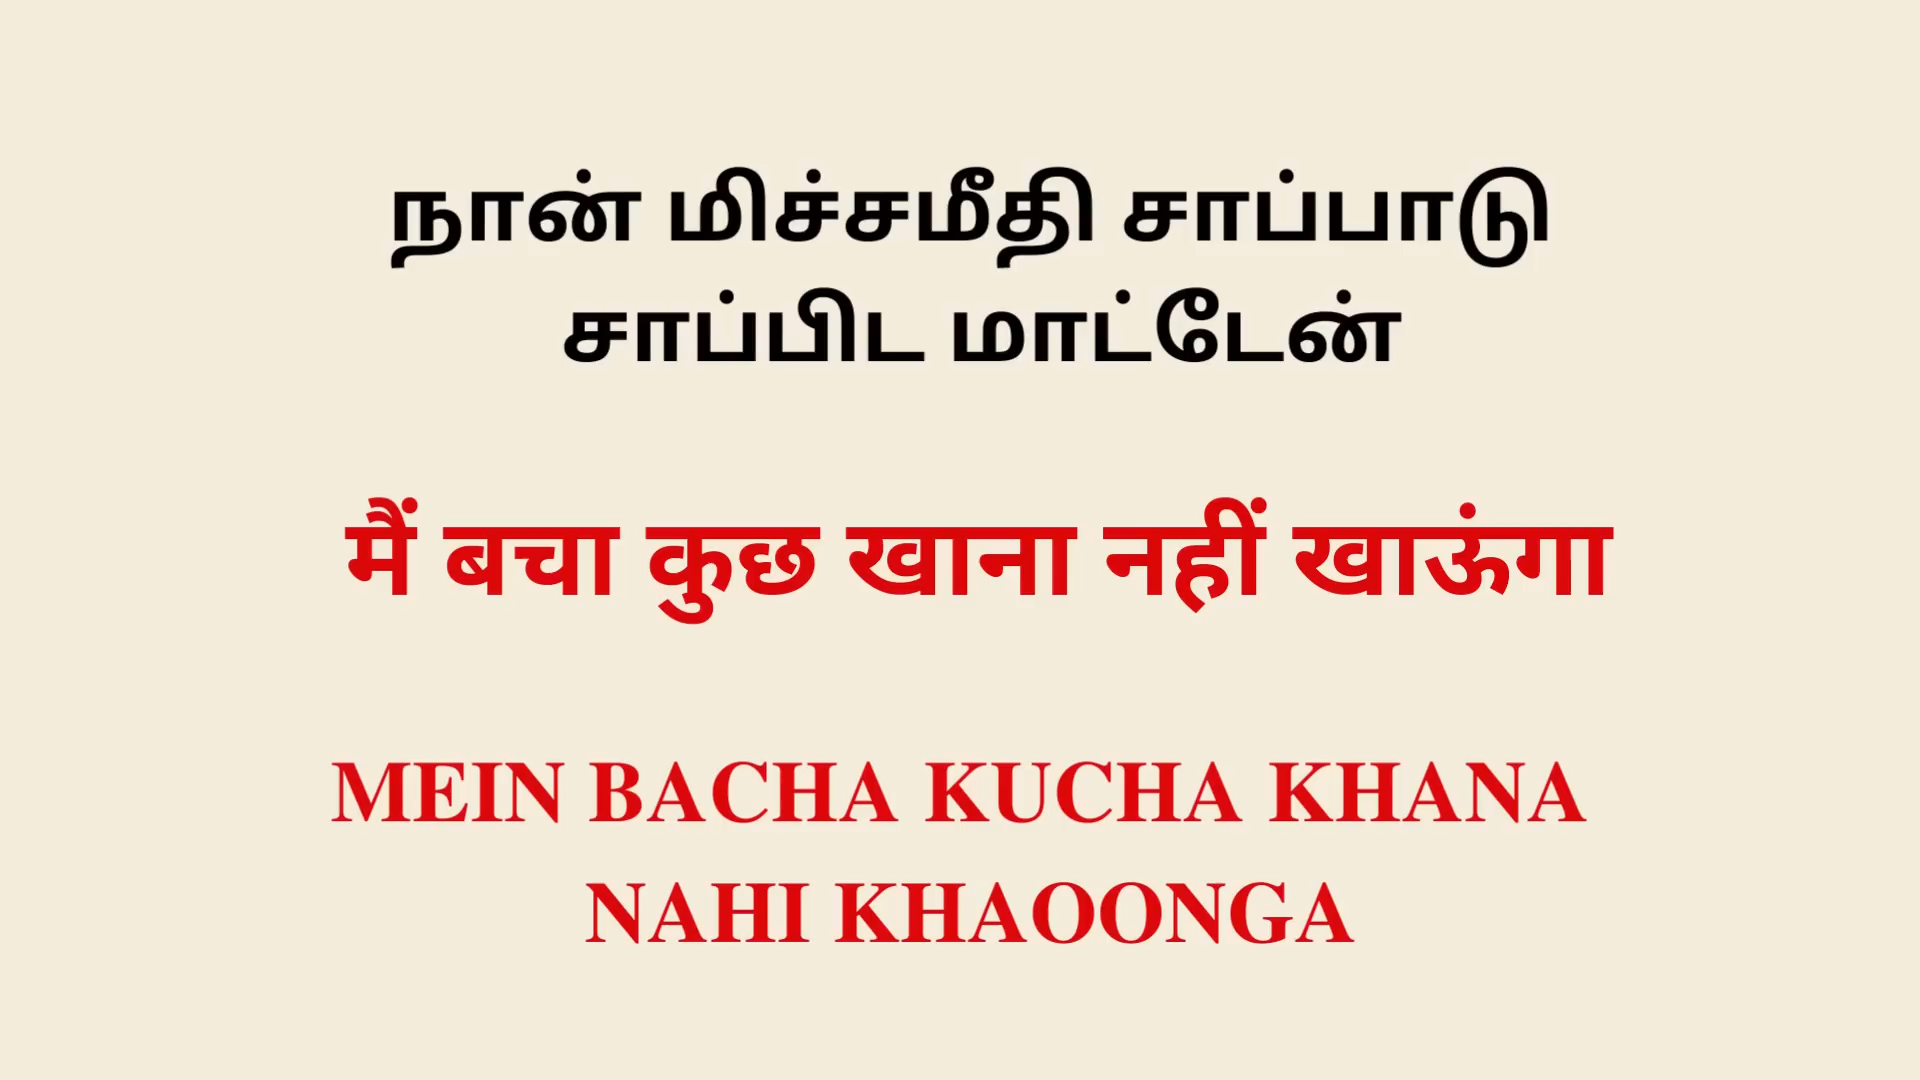 நான் மிச்சமீதி சாப்பாடு
சாப்பிட மாட்டேன்
मैं बचा कुछ खाना नहीं खाऊंगा
MEIN BACHA KUCHA KHANA
NAHI KHAOONGA